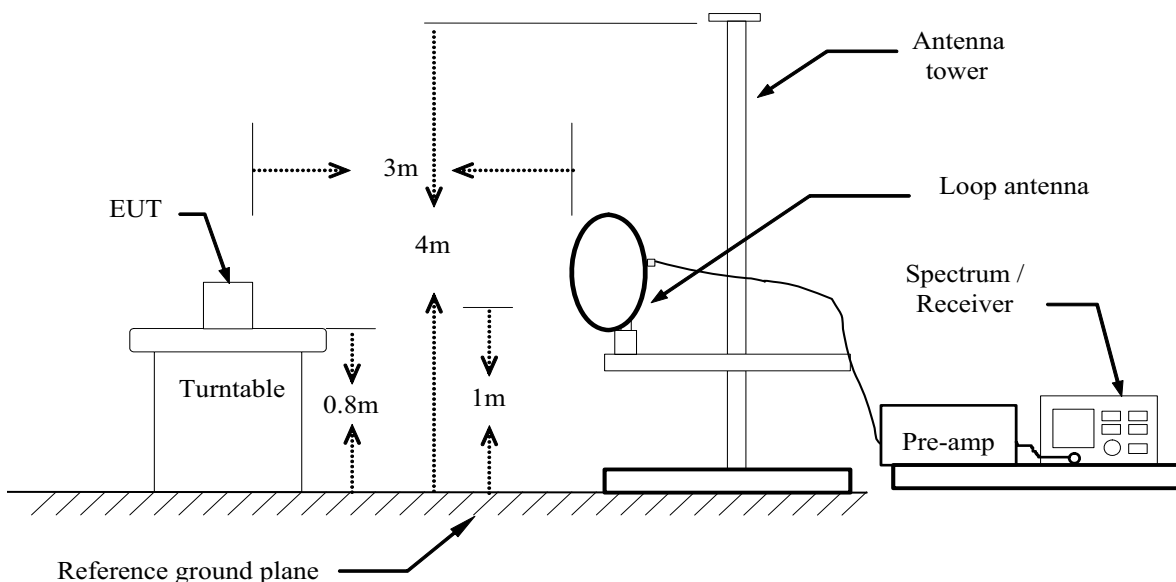 Antenna
tower
3m
Loop antenna
EUT
4m
Spectrum /
Receiver
Turntable
0.8m
1m
Pre-amp
Reference ground plane